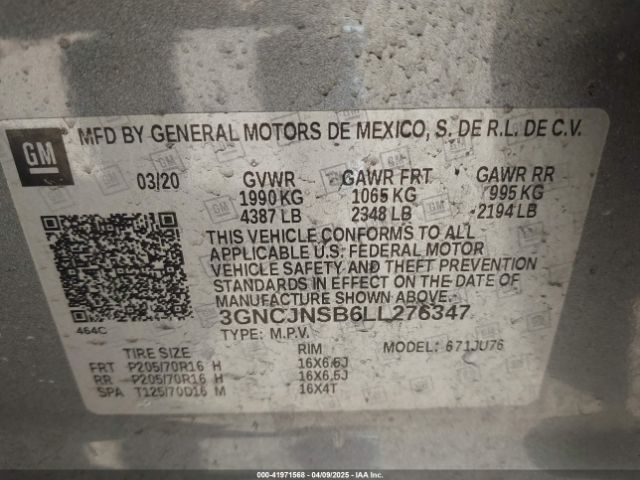 GM
MFD BY GENERAL MOTORS DE MEXICO, S. DE R.L. DE C.V.
03/20 GVWR GAWR FRT GAWR RR
1990 KG 1065 KG 995 KG
4387 LB 2348 LB 2194 LB
THIS VEHICLE CONFORMS TO ALL
APPLICABLE U.S. FEDERAL MOTOR
VEHICLE SAFETY AND THEFT PREVENTION
STANDARDS IN EFFECT ON THE DATE OF
MANUFACTURE SHOWN ABOVE.
464C 3GNCJNSB6LL276347
TYPE: M.P.V. MODEL: 671JU76
TIRE SIZE RIM
FRT P205/70R16 H 16X6.5J
RR P205/70R16 H 16X6.5J
SPA T125/70D16 M 16X4T
000-41971568 | 04/09/2025 - IAA Inc.